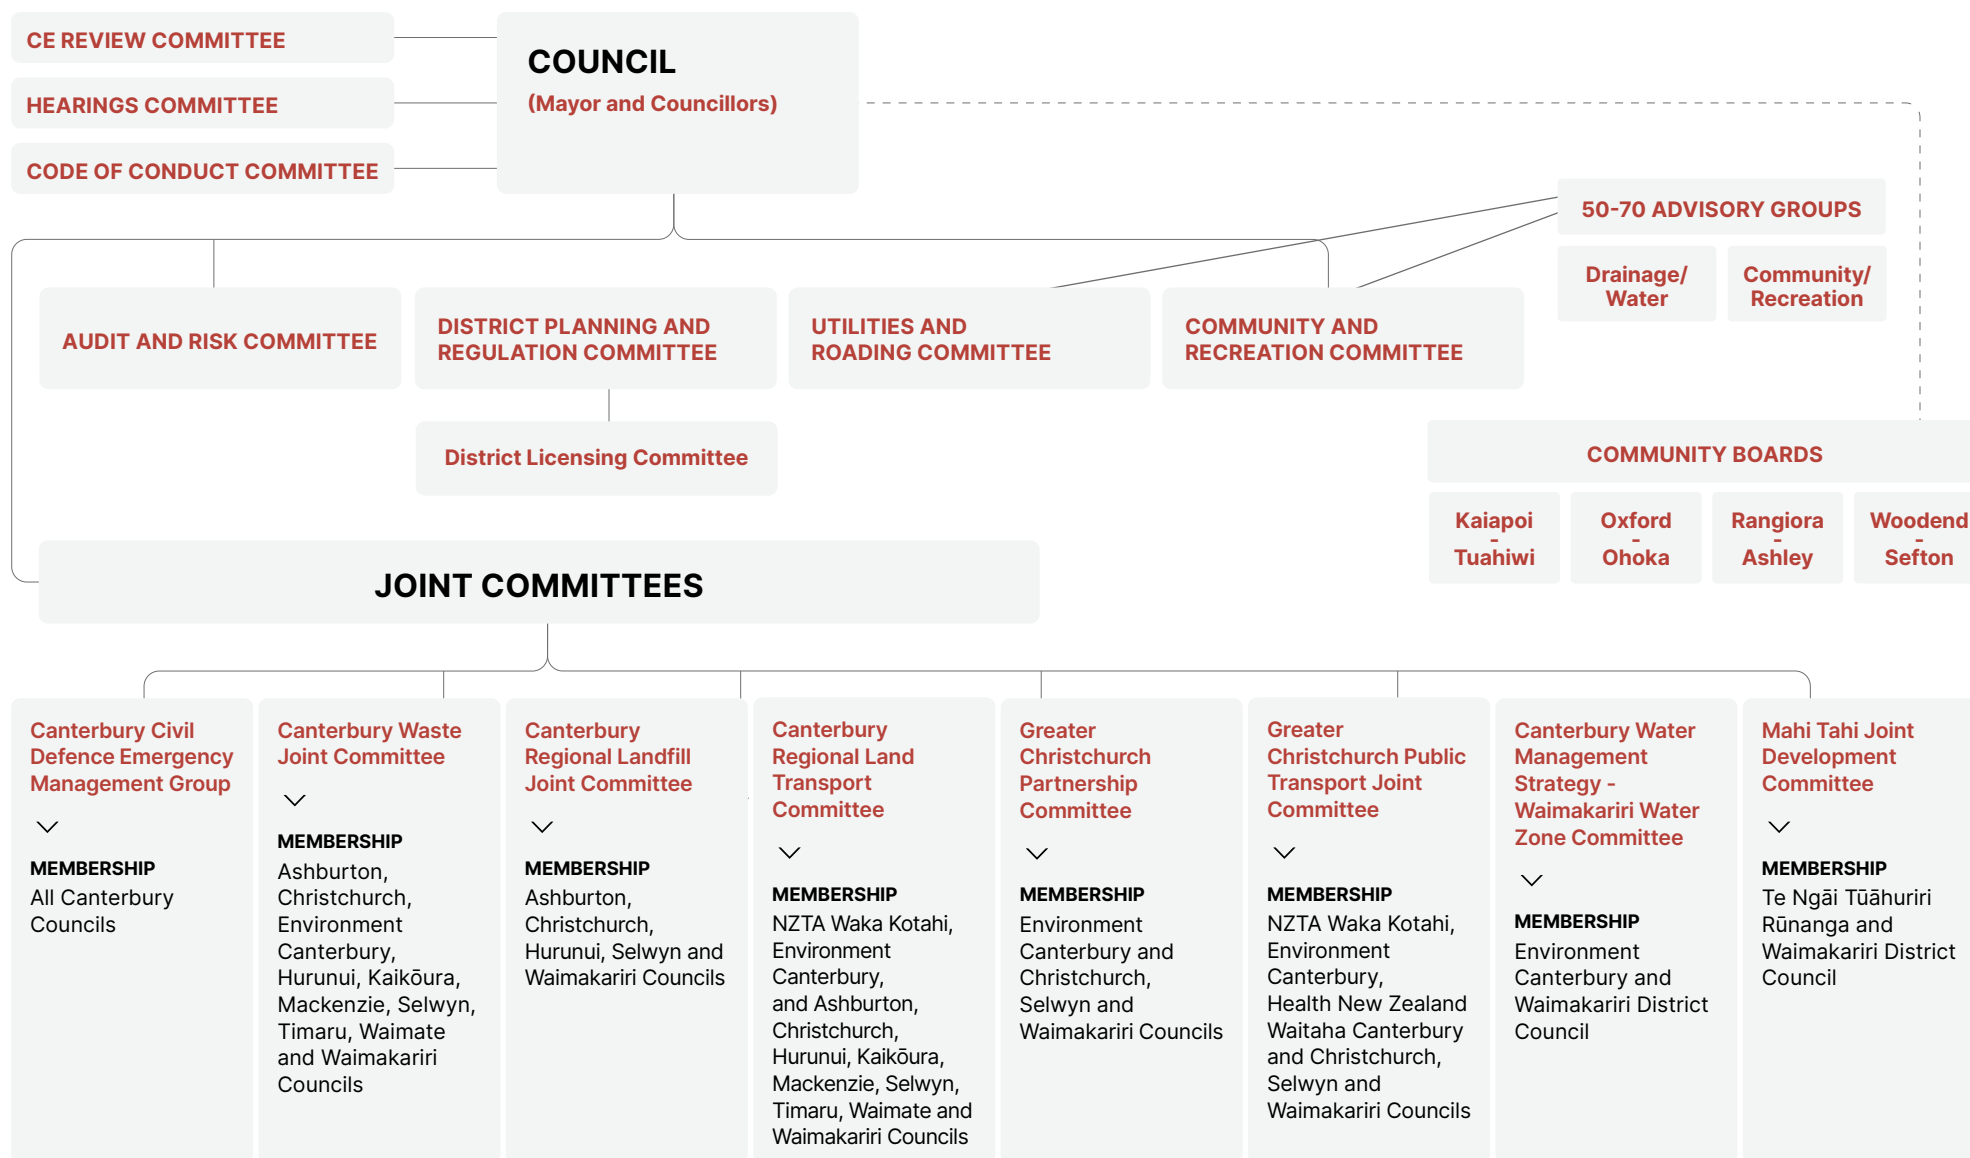 CE REVIEW COMMITTEE
HEARINGS COMMITTEE
CODE OF CONDUCT COMMITTEE
COUNCIL
(Mayor and Councillors)
50-70 ADVISORY GROUPS
Drainage/
Water
Community/
Recreation
AUDIT AND RISK COMMITTEE
DISTRICT PLANNING AND
REGULATION COMMITTEE
UTILITIES AND
ROADING COMMITTEE
COMMUNITY AND
RECREATION COMMITTEE
District Licensing Committee
COMMUNITY BOARDS
Kaiapoi
-
Tuahiwi
Oxford
-
Ohoka
Rangiora
-
Ashley
Woodend
-
Sefton
JOINT COMMITTEES
Canterbury Civil
Defence Emergency
Management Group
MEMBERSHIP
All Canterbury
Councils
Canterbury Waste
Joint Committee
MEMBERSHIP
Ashburton,
Christchurch,
Environment
Canterbury,
Hurunui, Kaikōura,
Mackenzie, Selwyn,
Timaru, Waimate
and Waimakariri
Councils
Canterbury
Regional Landfill
Joint Committee
MEMBERSHIP
Ashburton,
Christchurch,
Hurunui, Selwyn and
Waimakariri Councils
Canterbury
Regional Land
Transport
Committee
MEMBERSHIP
NZTA Waka Kotahi,
Environment
Canterbury,
and Ashburton,
Christchurch,
Hurunui, Kaikōura,
Mackenzie, Selwyn,
Timaru, Waimate and
Waimakariri Councils
Greater
Christchurch
Partnership
Committee
MEMBERSHIP
Environment
Canterbury and
Christchurch,
Selwyn and
Waimakariri Councils
Greater
Christchurch Public
Transport Joint
Committee
MEMBERSHIP
NZTA Waka Kotahi,
Environment
Canterbury,
Health New Zealand
Waitaha Canterbury
and Christchurch,
Selwyn and
Waimakariri Councils
Canterbury Water
Management
Strategy -
Waimakariri Water
Zone Committee
MEMBERSHIP
Environment
Canterbury and
Waimakariri District
Council
Mahi Tahi Joint
Development
Committee
MEMBERSHIP
Te Ngāi Tūāhuriri
Rūnanga and
Waimakariri District
Council